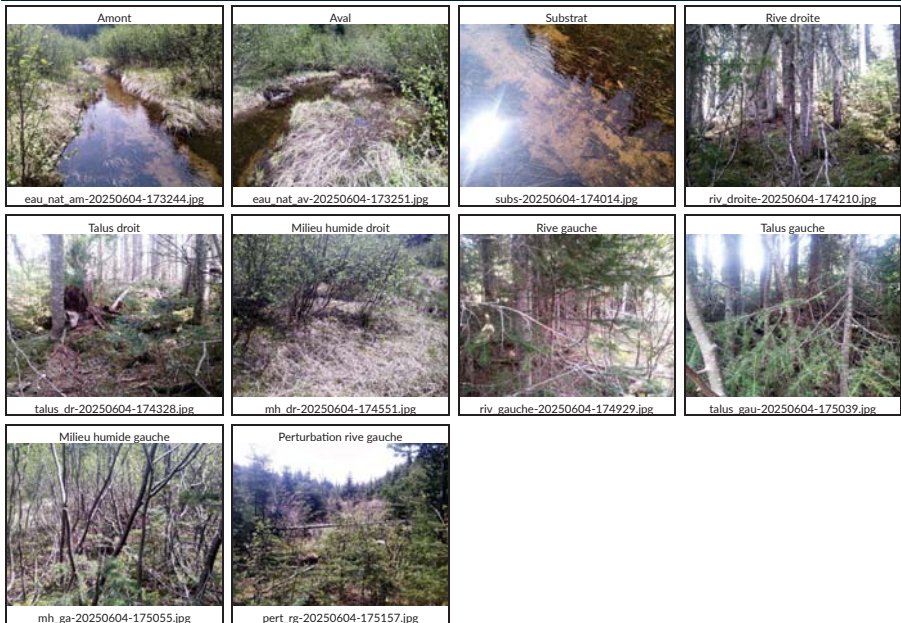 Amont
Aval
Substrat
Rive droite
eau_nat_am-20250604-173244.jpg
eau_nat_av-20250604-173251.jpg
subs-20250604-174014.jpg
riv_droite-20250604-174210.jpg
Talus droit
Milieu humide droit
Rive gauche
Talus gauche
talus_dr-20250604-174328.jpg
mh_dr-20250604-174551.jpg
riv_gauche-20250604-174929.jpg
talus_gau-20250604-175039.jpg
Milieu humide gauche
Perturbation rive gauche
mh_ga-20250604-175055.jpg
pert_rg-20250604-175157.jpg